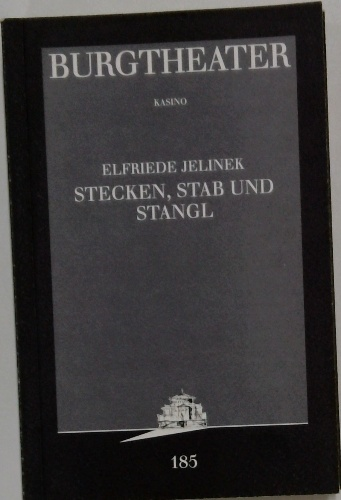 BURGTHEATER
KASINO
ELFRIEDE JELINEK
STECKEN, STAB UND
STANGL
185